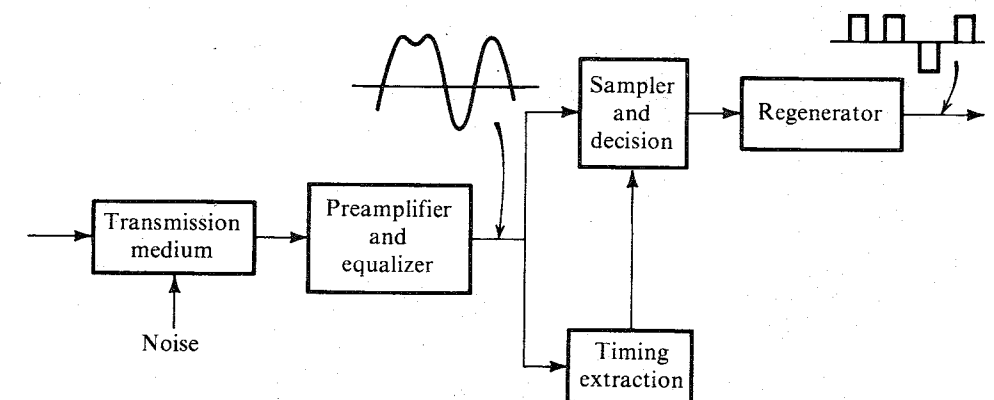 Sampler
and
decision
Regenerator
Transmission
medium
Preamplifier
and
equalizer
Noise
Timing
extraction